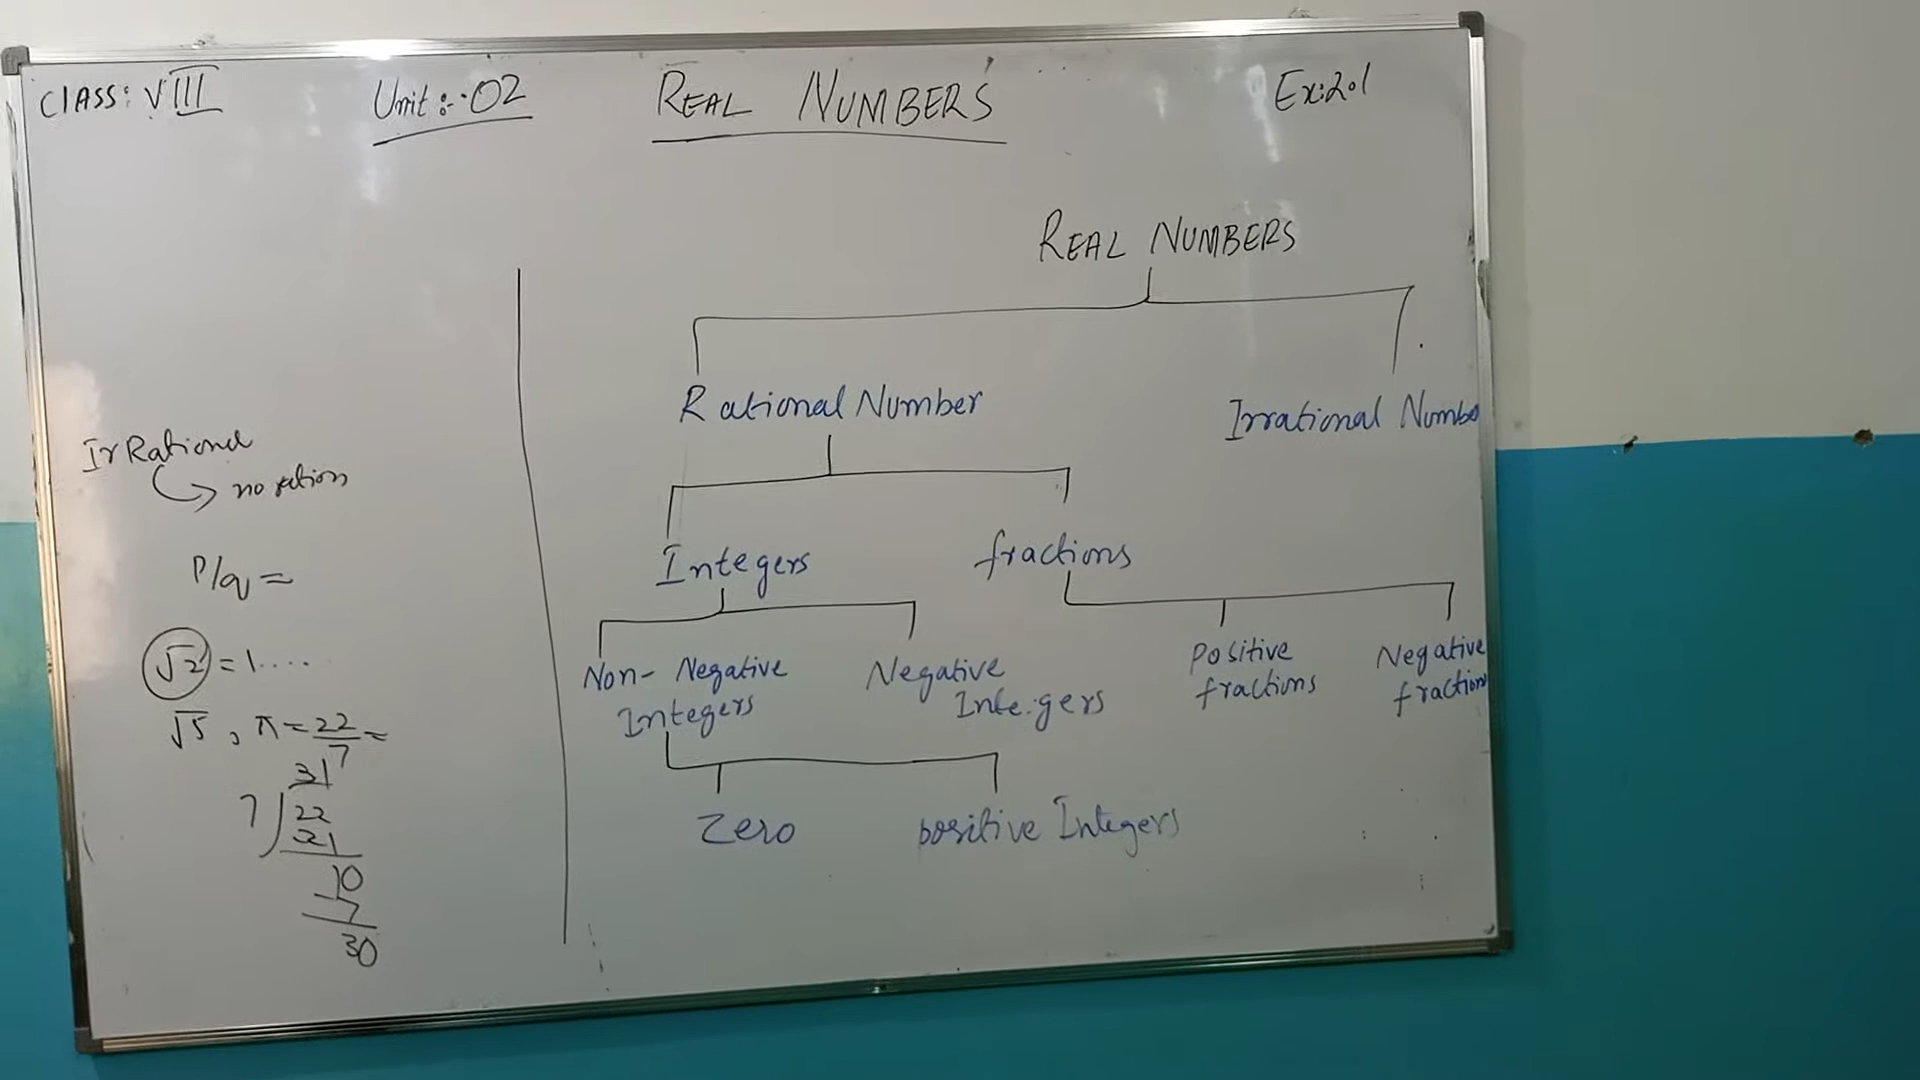 CLASS: VIII Unit:-02 REAL NUMBERS Ex:2.1
REAL NUMBERS
Rational Number Irrational Numbe
IrRational
no ration
Integers fractions
P/q =
Non-Negative Negative Positive Negative
Integers Integers fractions fraction
√2 = 1....
√5, π = 22/7 =
Zero positive Integers
31
7 22
21
10
7
30